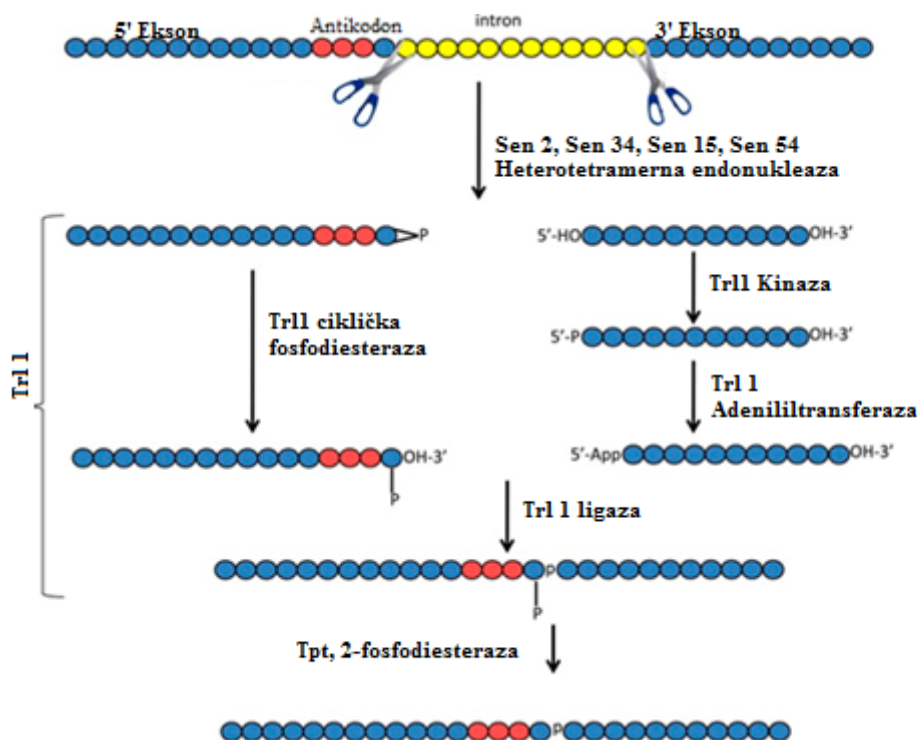 5' Ekson
Antikodon
intron
3' Ekson
Sen 2, Sen 34, Sen 15, Sen 54
Heterotetramerna endonukleaza
P
5'-HO
OH-3'
Trl1 Kinaza
Trl1 ciklička
fosfodiesteraza
5'-P
OH-3'
Trl 1
Trl 1
Adenililtransferaza
OH-3'
P
5'-App
OH-3'
Trl 1 ligaza
P
P
Tpt, 2-fosfodiesteraza
P